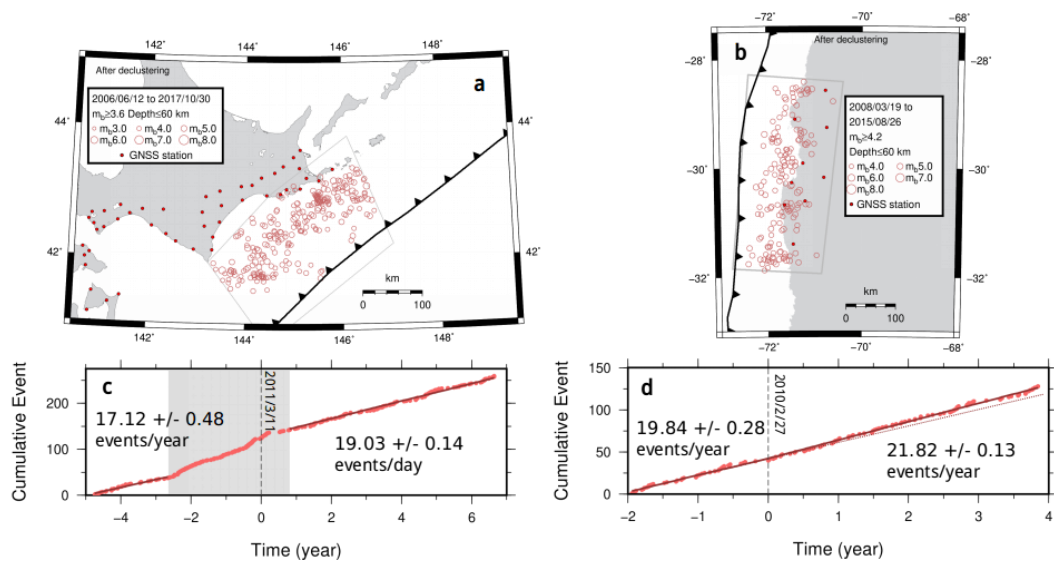 142˚ 144˚ 146˚ 148˚
After declustering
a
2006/06/12 to 2017/10/30
mb≥3.6 Depth≤60 km
mb3.0 mb4.0 mb5.0
mb6.0 mb7.0 mb8.0
GNSS station
44˚ 44˚
42˚ 42˚
km
0 100
142˚ 144˚ 146˚
−72˚ −70˚ −68˚
After declustering
b
−28˚ −28˚
2008/03/19 to
2015/08/26
mb≥4.2
Depth≤60 km
mb4.0 mb5.0
mb6.0 mb7.0
mb8.0
GNSS station
−30˚ −30˚
−32˚ −32˚
km
0 100
−72˚ −70˚ −68˚
c
Cumulative Event
200
100
0
17.12 +/- 0.48
events/year
2011/3/11
19.03 +/- 0.14
events/day
−4 −2 0 2 4 6
Time (year)
d
Cumulative Event
150
125
100
75
50
25
0
19.84 +/- 0.28
events/year
2010/2/27
21.82 +/- 0.13
events/year
−2 −1 0 1 2 3 4
Time (year)